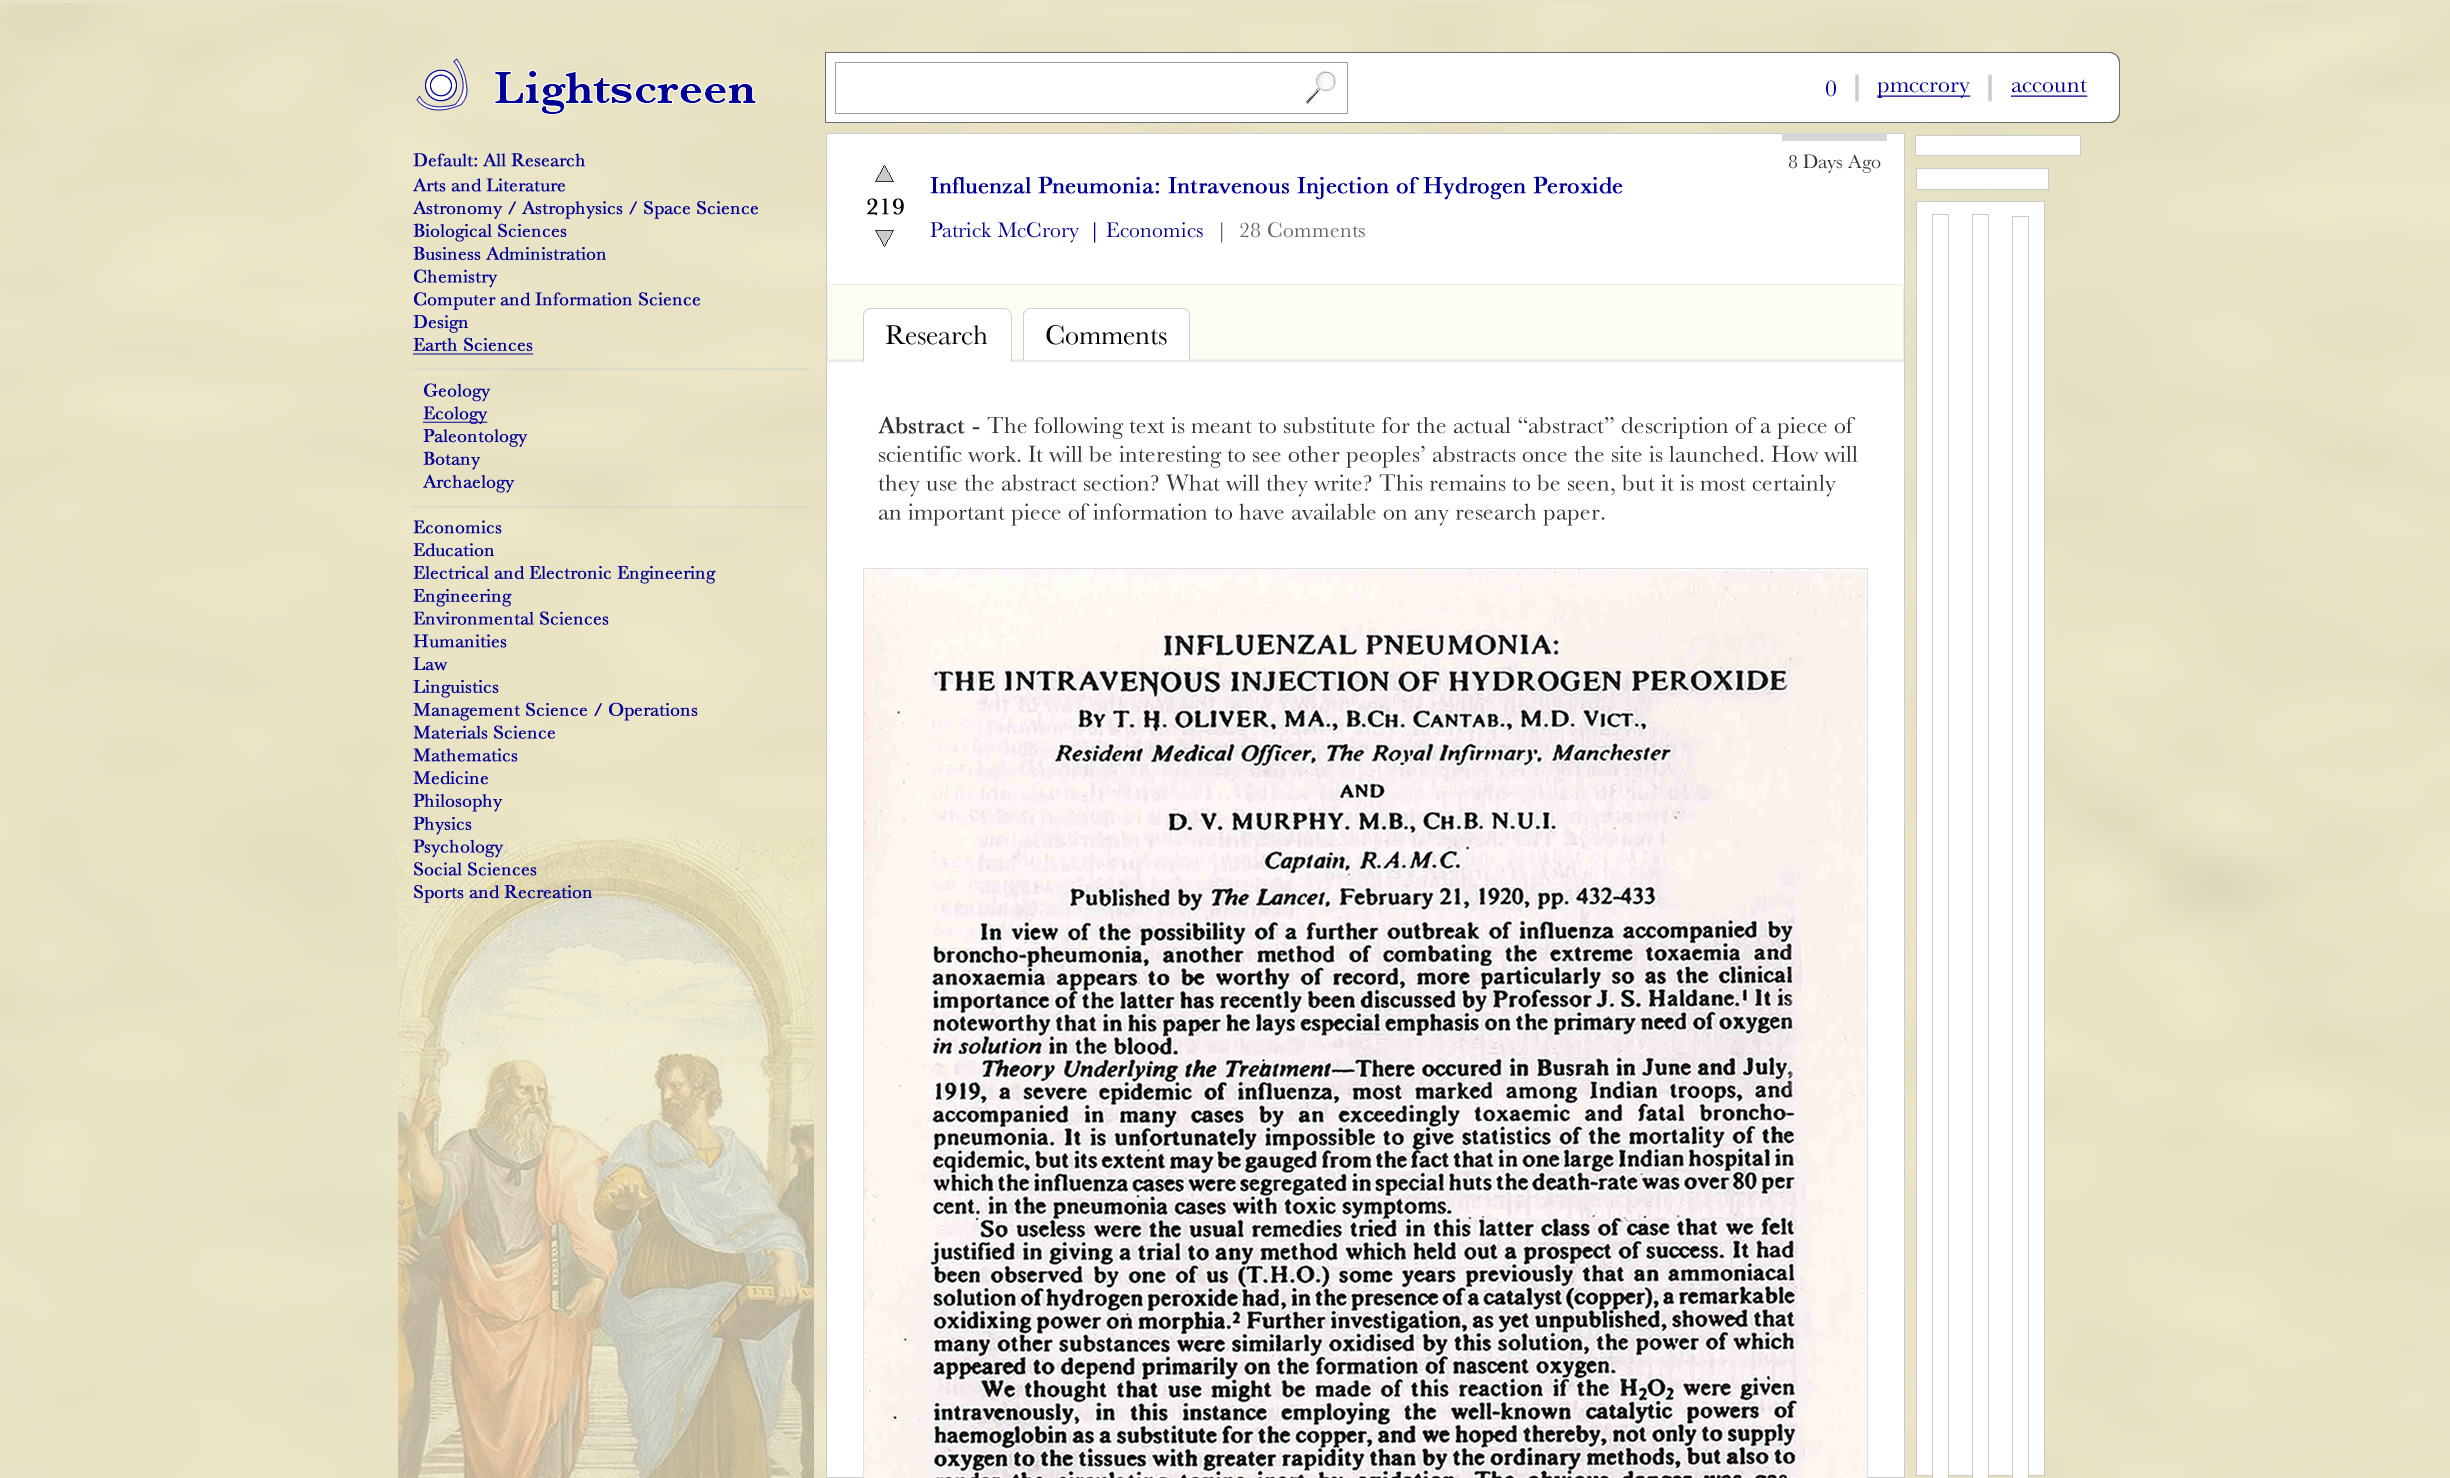 Lightscreen
0 | pmccrory | account
Default: All Research
Arts and Literature
Astronomy / Astrophysics / Space Science
Biological Sciences
Business Administration
Chemistry
Computer and Information Science
Design
Earth Sciences
Geology
Ecology
Paleontology
Botany
Archaelogy
Economics
Education
Electrical and Electronic Engineering
Engineering
Environmental Sciences
Humanities
Law
Linguistics
Management Science / Operations
Materials Science
Mathematics
Medicine
Philosophy
Physics
Psychology
Social Sciences
Sports and Recreation
8 Days Ago
219
Influenzal Pneumonia: Intravenous Injection of Hydrogen Peroxide
Patrick McCrory | Economics | 28 Comments
Research
Comments
Abstract - The following text is meant to substitute for the actual “abstract” description of a piece of
scientific work. It will be interesting to see other peoples’ abstracts once the site is launched. How will
they use the abstract section? What will they write? This remains to be seen, but it is most certainly
an important piece of information to have available on any research paper.
INFLUENZAL PNEUMONIA:
THE INTRAVENOUS INJECTION OF HYDROGEN PEROXIDE
BY T. H. OLIVER, MA., B.CH. CANTAB., M.D. VICT.,
Resident Medical Officer, The Royal Infirmary, Manchester
AND
D. V. MURPHY. M.B., CH.B. N.U.I.
Captain, R.A.M.C.
Published by The Lancet, February 21, 1920, pp. 432-433
In view of the possibility of a further outbreak of influenza accompanied by
broncho-pheumonia, another method of combating the extreme toxaemia and
anoxaemia appears to be worthy of record, more particularly so as the clinical
importance of the latter has recently been discussed by Professor J. S. Haldane.¹ It is
noteworthy that in his paper he lays especial emphasis on the primary need of oxygen
in solution in the blood.
Theory Underlying the Treatment—There occured in Busrah in June and July,
1919, a severe epidemic of influenza, most marked among Indian troops, and
accompanied in many cases by an exceedingly toxaemic and fatal broncho-
pneumonia. It is unfortunately impossible to give statistics of the mortality of the
eqidemic, but its extent may be gauged from the fact that in one large Indian hospital in
which the influenza cases were segregated in special huts the death-rate was over 80 per
cent. in the pneumonia cases with toxic symptoms.
So useless were the usual remedies tried in this latter class of case that we felt
justified in giving a trial to any method which held out a prospect of success. It had
been observed by one of us (T.H.O.) some years previously that an ammoniacal
solution of hydrogen peroxide had, in the presence of a catalyst (copper), a remarkable
oxidixing power on morphia.² Further investigation, as yet unpublished, showed that
many other substances were similarly oxidised by this solution, the power of which
appeared to depend primarily on the formation of nascent oxygen.
We thought that use might be made of this reaction if the H₂O₂ were given
intravenously, in this instance employing the well-known catalytic powers of
haemoglobin as a substitute for the copper, and we hoped thereby, not only to supply
oxygen to the tissues with greater rapidity than by the ordinary methods, but also to